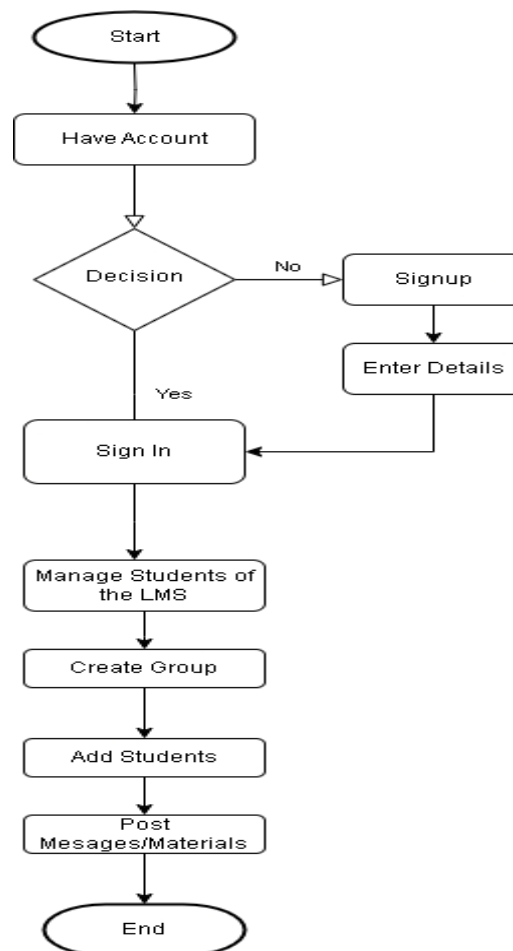 Start
Have Account
Decision
No
Signup
Enter Details
Yes
Sign In
Manage Students of
the LMS
Create Group
Add Students
Post
Mesages/Materials
End